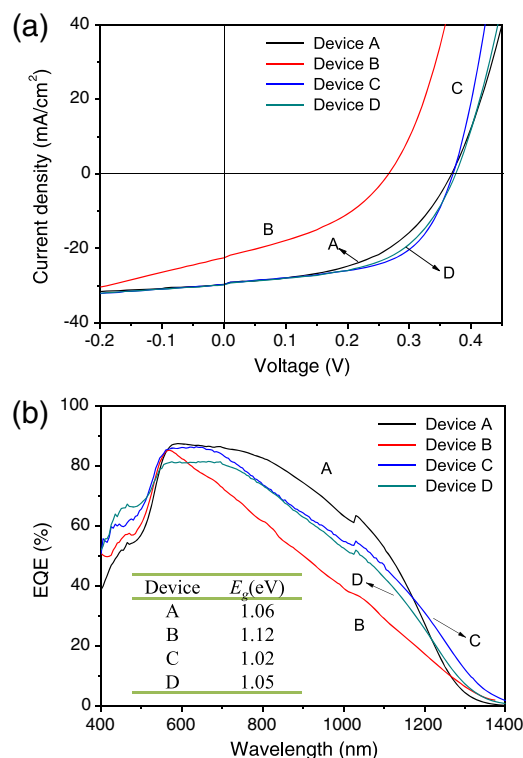 (a)
40
20
0
-20
-40
Current density (mA/cm²)
Device A
Device B
Device C
Device D
C
B
A
D
-0.2 -0.1 0.0 0.1 0.2 0.3 0.4
Voltage (V)
(b)
100
80
60
40
20
0
EQE (%)
Device A
Device B
Device C
Device D
A
D
B
C
Device E_g(eV)
A 1.06
B 1.12
C 1.02
D 1.05
400 600 800 1000 1200 1400
Wavelength (nm)